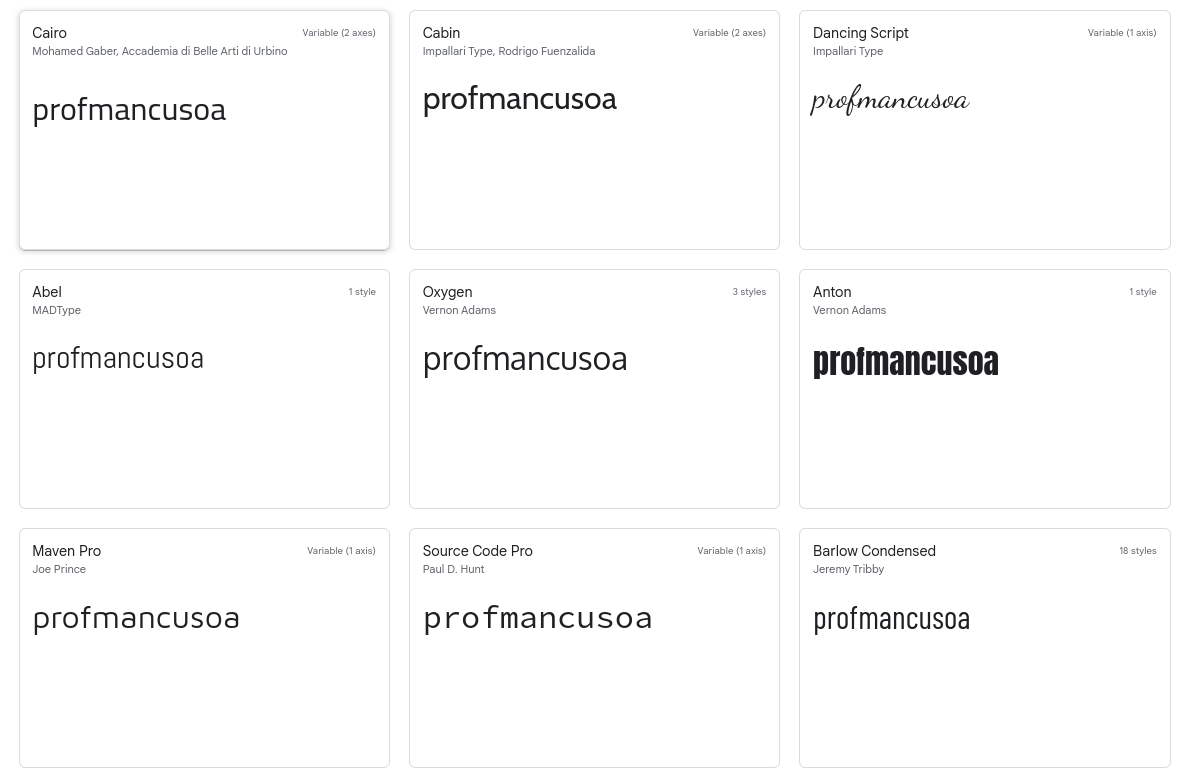 Cairo
Variable (2 axes)
Mohamed Gaber, Accademia di Belle Arti di Urbino
profmancusoa
Cabin
Variable (2 axes)
Impallari Type, Rodrigo Fuenzalida
profmancusoa
Dancing Script
Variable (1 axis)
Impallari Type
profmancusoa
Abel
1 style
MADType
profmancusoa
Oxygen
3 styles
Vernon Adams
profmancusoa
Anton
1 style
Vernon Adams
profmancusoa
Maven Pro
Variable (1 axis)
Joe Prince
profmancusoa
Source Code Pro
Variable (1 axis)
Paul D. Hunt
profmancusoa
Barlow Condensed
18 styles
Jeremy Tribby
profmancusoa